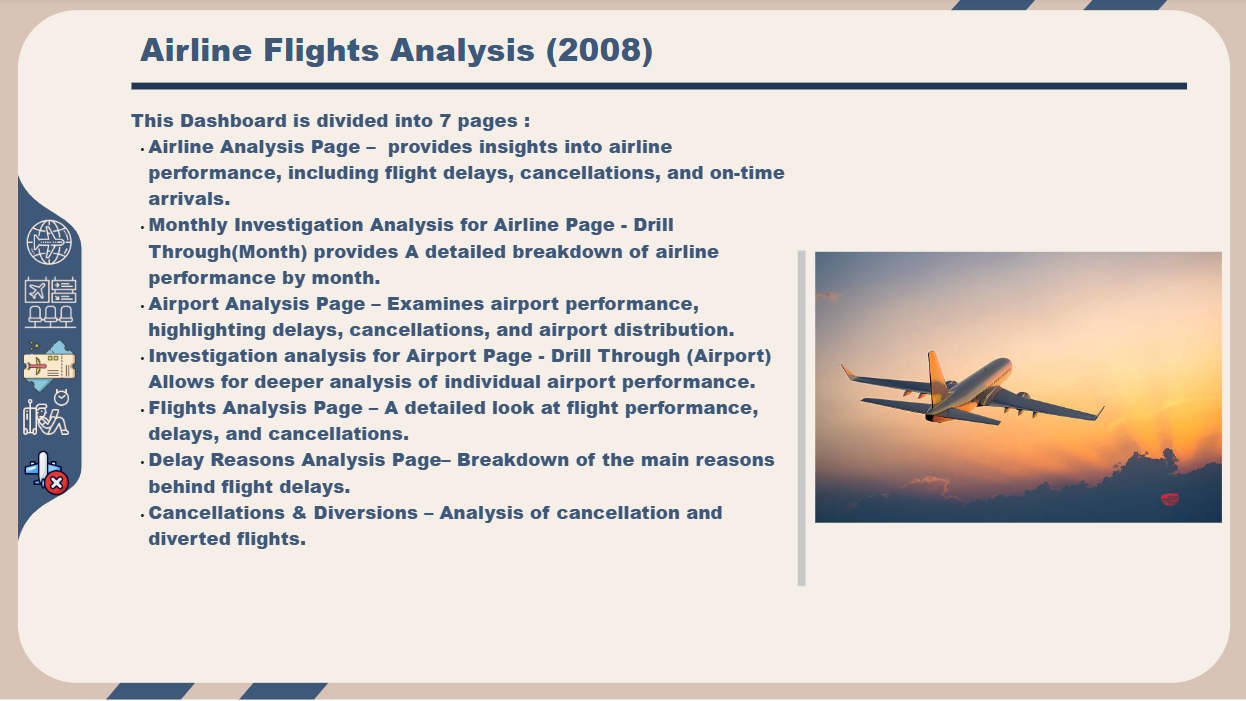 Airline Flights Analysis (2008)
This Dashboard is divided into 7 pages :
• Airline Analysis Page –  provides insights into airline
performance, including flight delays, cancellations, and on-time
arrivals.
• Monthly Investigation Analysis for Airline Page - Drill
Through(Month) provides A detailed breakdown of airline
performance by month.
• Airport Analysis Page – Examines airport performance,
highlighting delays, cancellations, and airport distribution.
• Investigation analysis for Airport Page - Drill Through (Airport)
Allows for deeper analysis of individual airport performance.
• Flights Analysis Page – A detailed look at flight performance,
delays, and cancellations.
• Delay Reasons Analysis Page– Breakdown of the main reasons
behind flight delays.
• Cancellations & Diversions – Analysis of cancellation and
diverted flights.